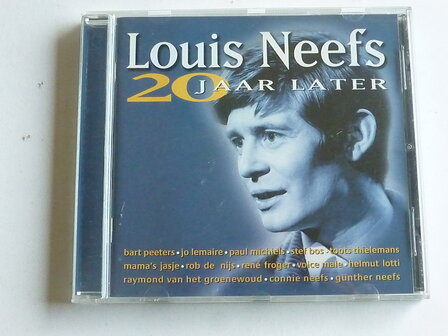 Louis Neefs
20 JAAR LATER
bart peeters • jo lemaire • paul michiels • stef bos • toots thielemans
mama's jasje • rob de nijs • rené froger • voice male • helmut lotti
raymond van het groenewoud • connie neefs • günther neefs